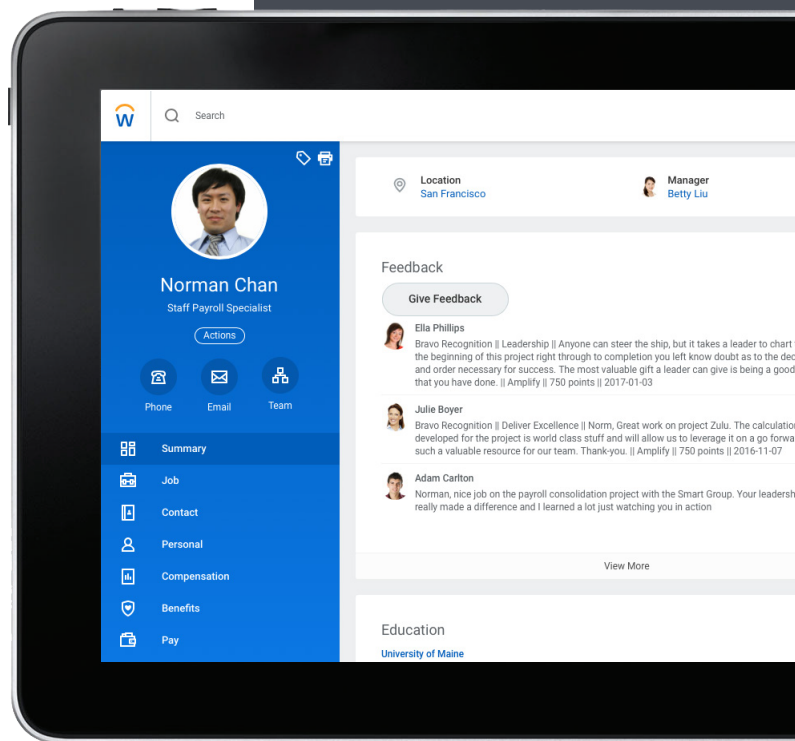 W
Search
Location
San Francisco
Manager
Betty Liu
Norman Chan
Staff Payroll Specialist
Actions
Phone
Email
Team
Summary
Job
Contact
Personal
Compensation
Benefits
Pay
Feedback
Give Feedback
Ella Phillips
Bravo Recognition || Leadership || Anyone can steer the ship, but it takes a leader to chart
the beginning of this project right through to completion you left know doubt as to the
and order necessary for success. The most valuable gift a leader can give is being a good
that you have done. || Amplify || 750 points || 2017-01-03
Julie Boyer
Bravo Recognition || Deliver Excellence || Norm, Great work on project Zulu. The
developed for the project is world class stuff and will allow us to leverage it on a go
such a valuable resource for our team. Thank-you. || Amplify || 750 points || 2016-11-07
Adam Carlton
Norman, nice job on the payroll consolidation project with the Smart Group. Your
really made a difference and I learned a lot just watching you in action
View More
Education
University of Maine